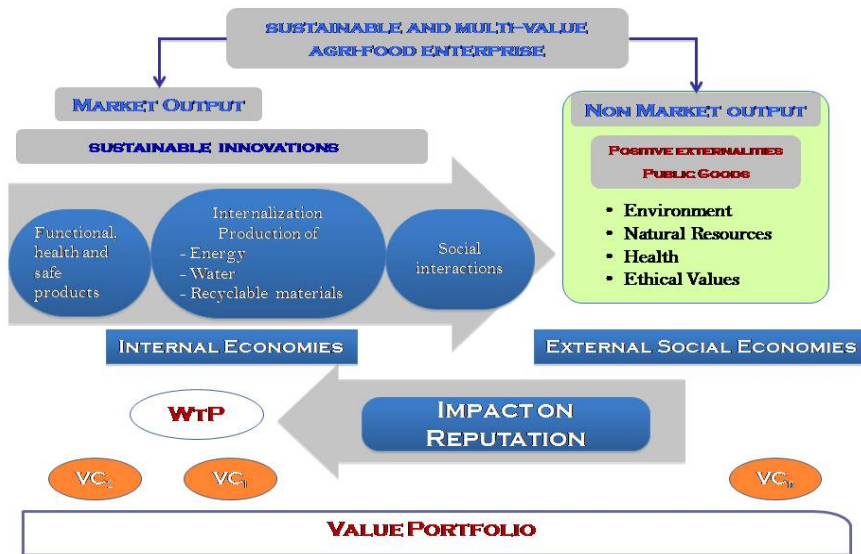 SUSTAINABLE AND MULTI-VALUE
AGRI-FOOD ENTERPRISE
MARKET OUTPUT
NON MARKET OUTPUT
SUSTAINABLE INNOVATIONS
POSITIVE EXTERNALITIES
PUBLIC GOODS
Functional,
health and
safe
products
Internalization
Production of
- Energy
- Water
- Recyclable materials
Social
interactions
• Environment
• Natural Resources
• Health
• Ethical Values
INTERNAL ECONOMIES
EXTERNAL SOCIAL ECONOMIES
WTP
IMPACT ON
REPUTATION
VC
VC
VC
VALUE PORTFOLIO